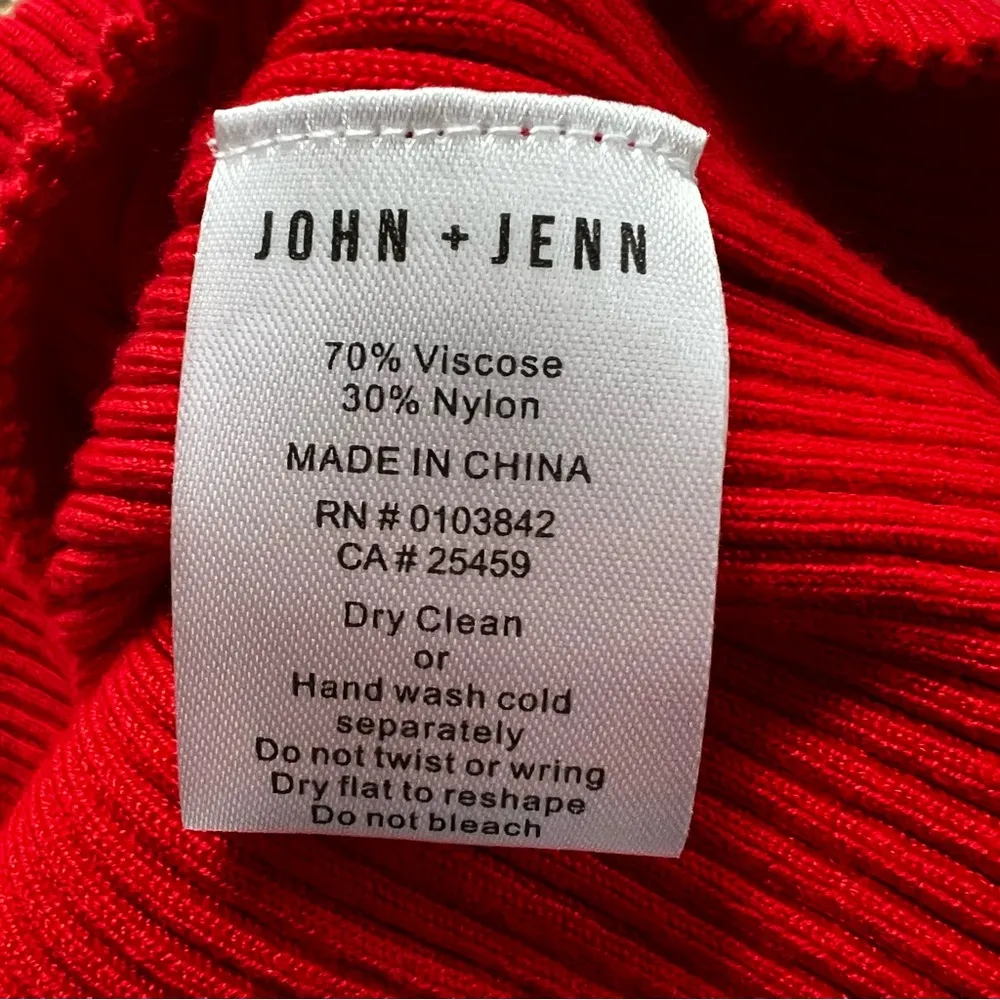 JOHN + JENN
70% Viscose
30% Nylon
MADE IN CHINA
RN # 0103842
CA # 25459
Dry Clean
or
Hand wash cold
separately
Do not twist or wring
Dry flat to reshape
Do not bleach